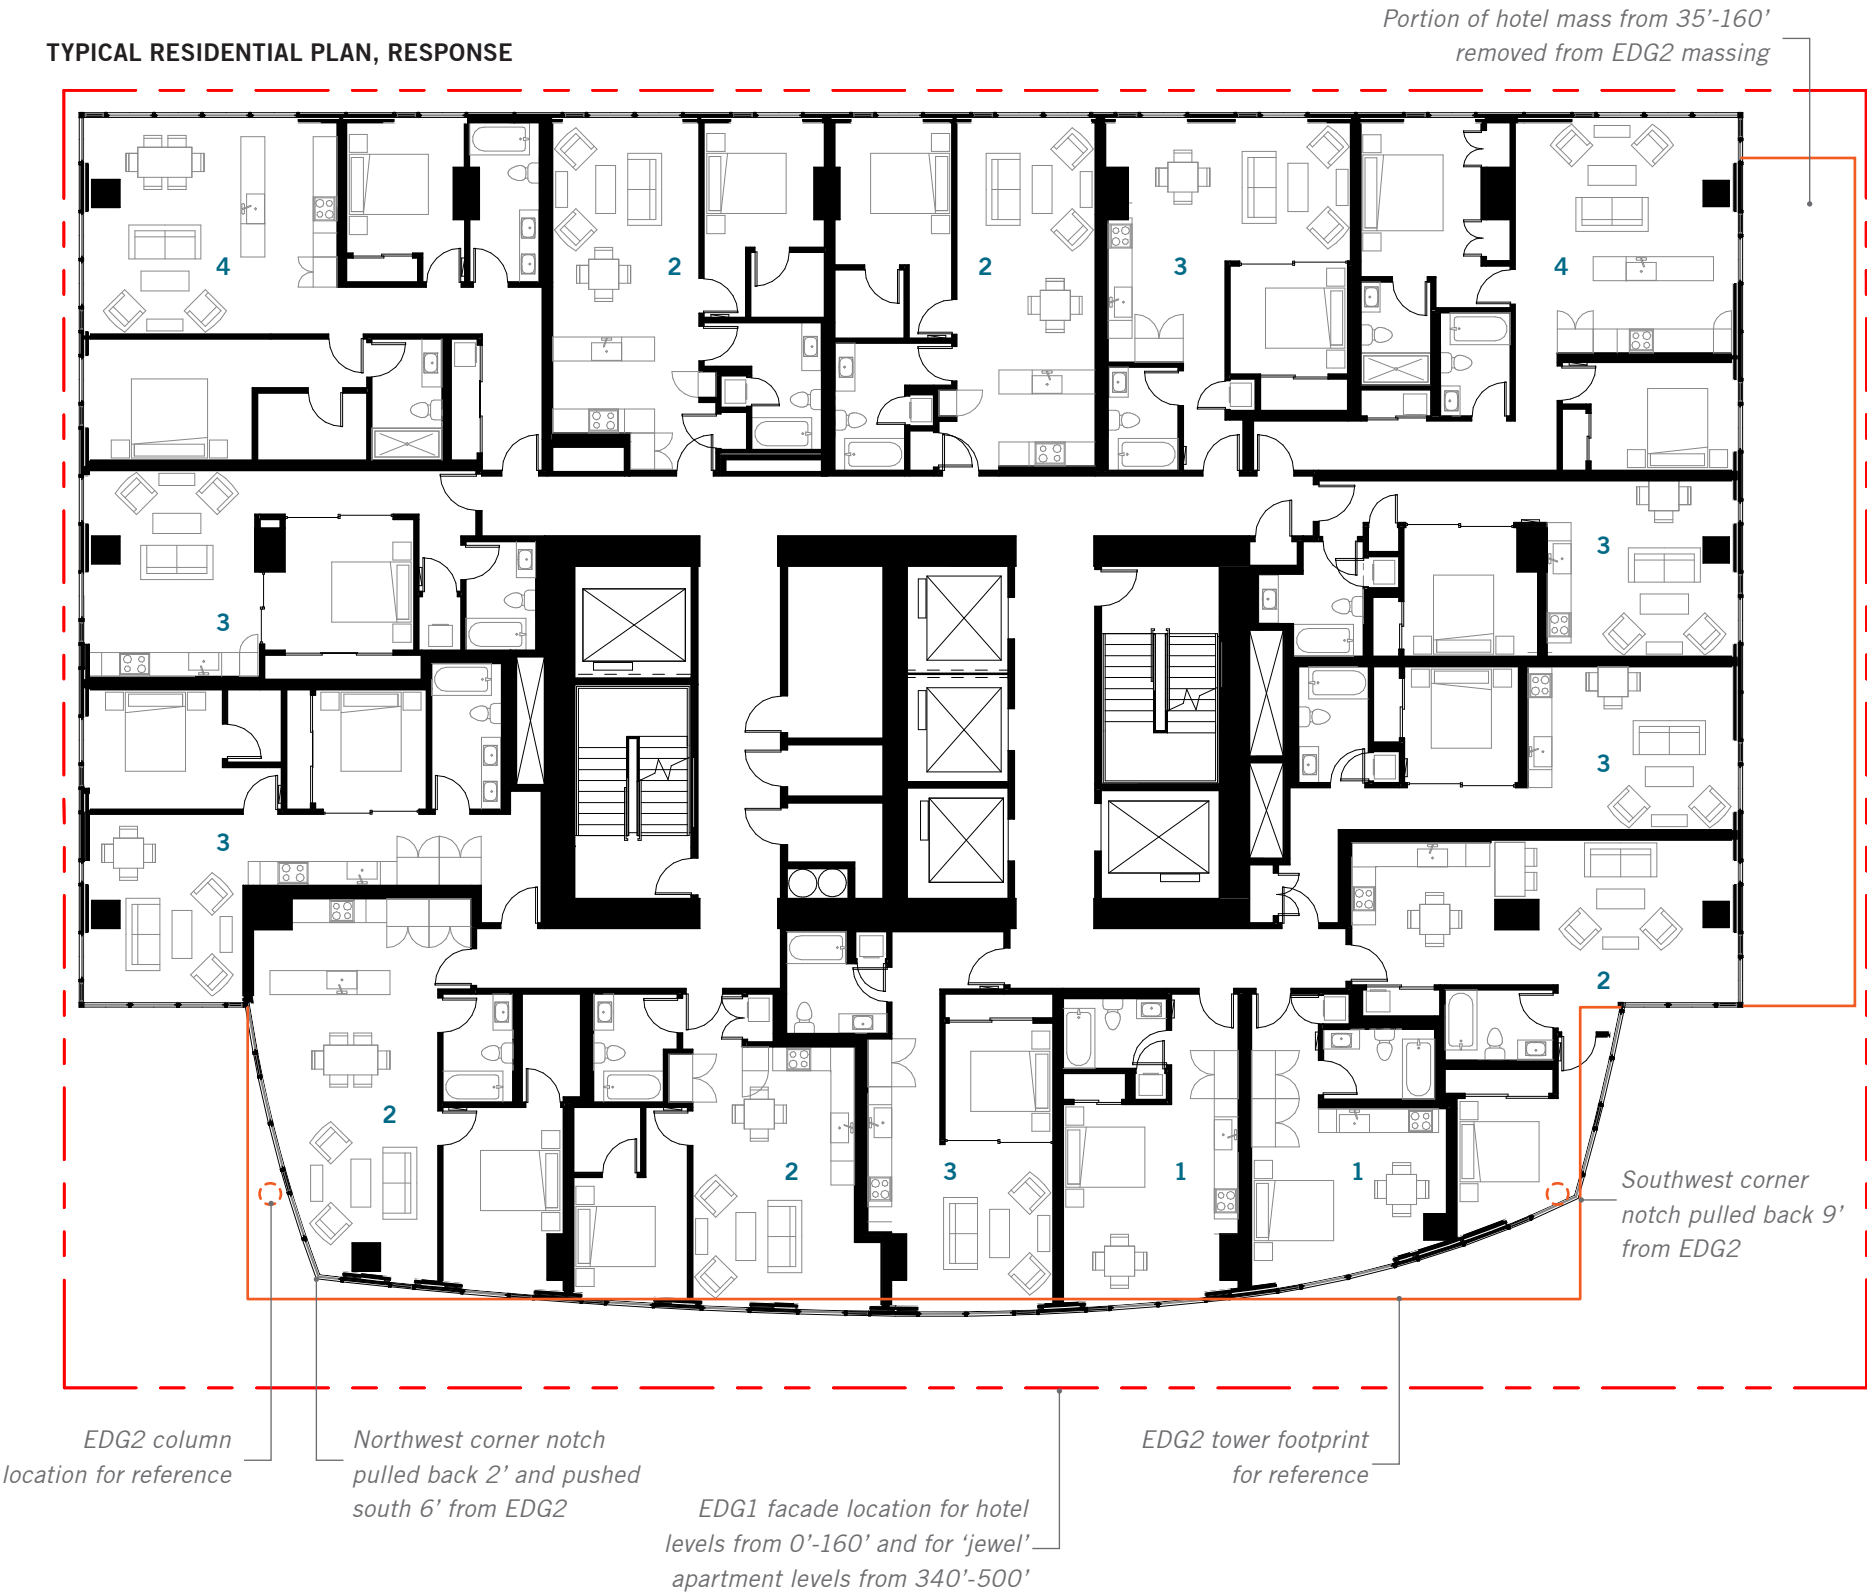 Portion of hotel mass from 35’-160’
removed from EDG2 massing
TYPICAL RESIDENTIAL PLAN, RESPONSE
4
2
2
3
4
3
3
3
3
3
2
2
2
3
1
1
Southwest corner
notch pulled back 9’
from EDG2
EDG2 column
location for reference
Northwest corner notch
pulled back 2’ and pushed
south 6’ from EDG2
EDG1 facade location for hotel
levels from 0’-160’ and for ‘jewel’
apartment levels from 340’-500’
EDG2 tower footprint
for reference